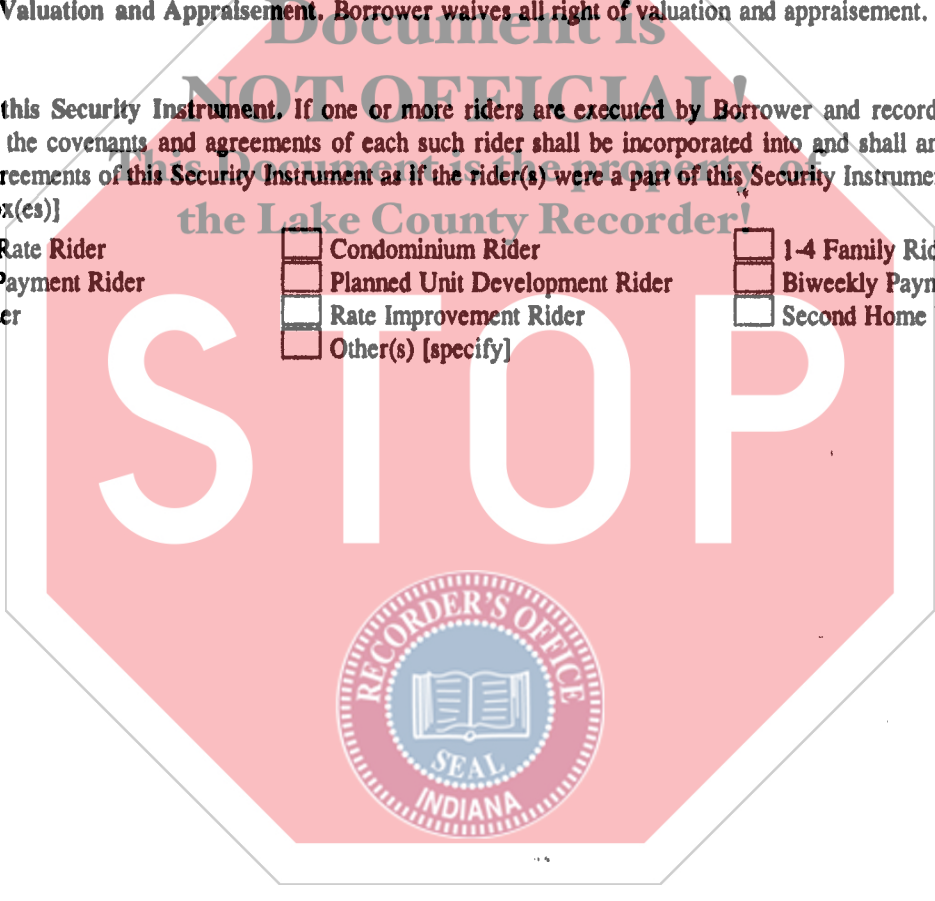 Valuation and Appraisement. Borrower waives all right of valuation and appraisement.
Document is
NOT OFFICIAL!
this Security Instrument. If one or more riders are executed by Borrower and record
the covenants and agreements of each such rider shall be incorporated into and shall a
This Document is the property of
reements of this Security Instrument as if the rider(s) were a part of this Security Instrume
x(es)]
the Lake County Recorder!
Rate Rider Condominium Rider 1-4 Family Rid
Payment Rider Planned Unit Development Rider Biweekly Paym
er Rate Improvement Rider Second Home
Other(s) [specify]
STOP
RECORDER'S OFFICE
SEAL
INDIANA